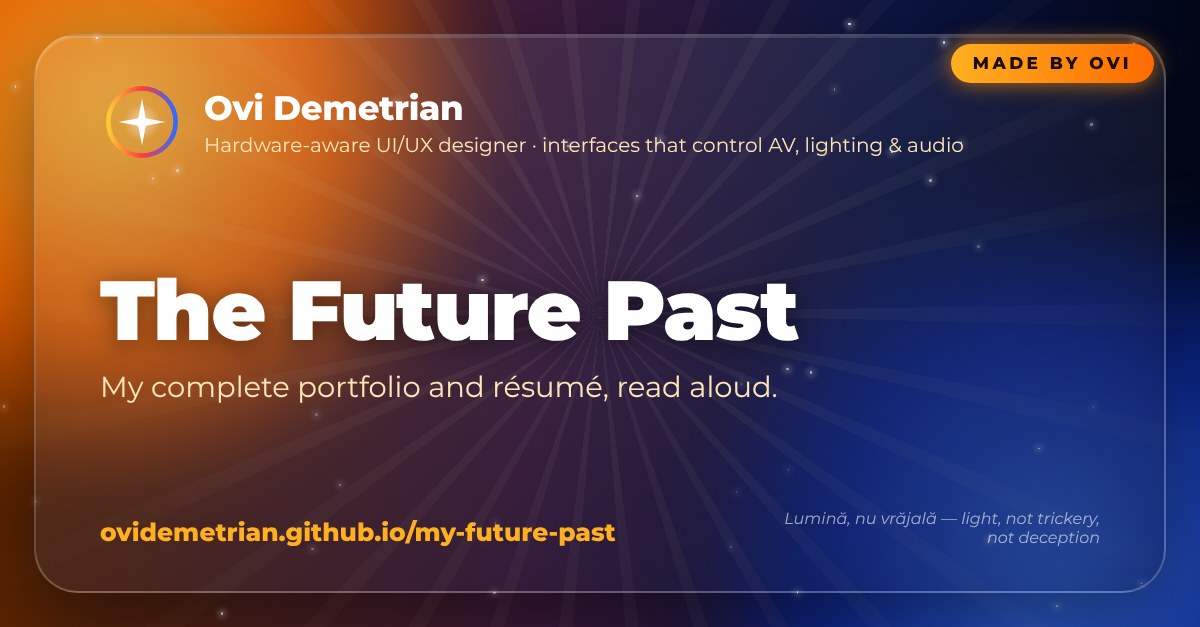 MADE BY OVI
Ovi Demetrian
Hardware-aware UI/UX designer · interfaces that control AV, lighting & audio
The Future Past
My complete portfolio and résumé, read aloud.
ovidemetrian.github.io/my-future-past
Lumină, nu vrăjală — light, not trickery,
not deception